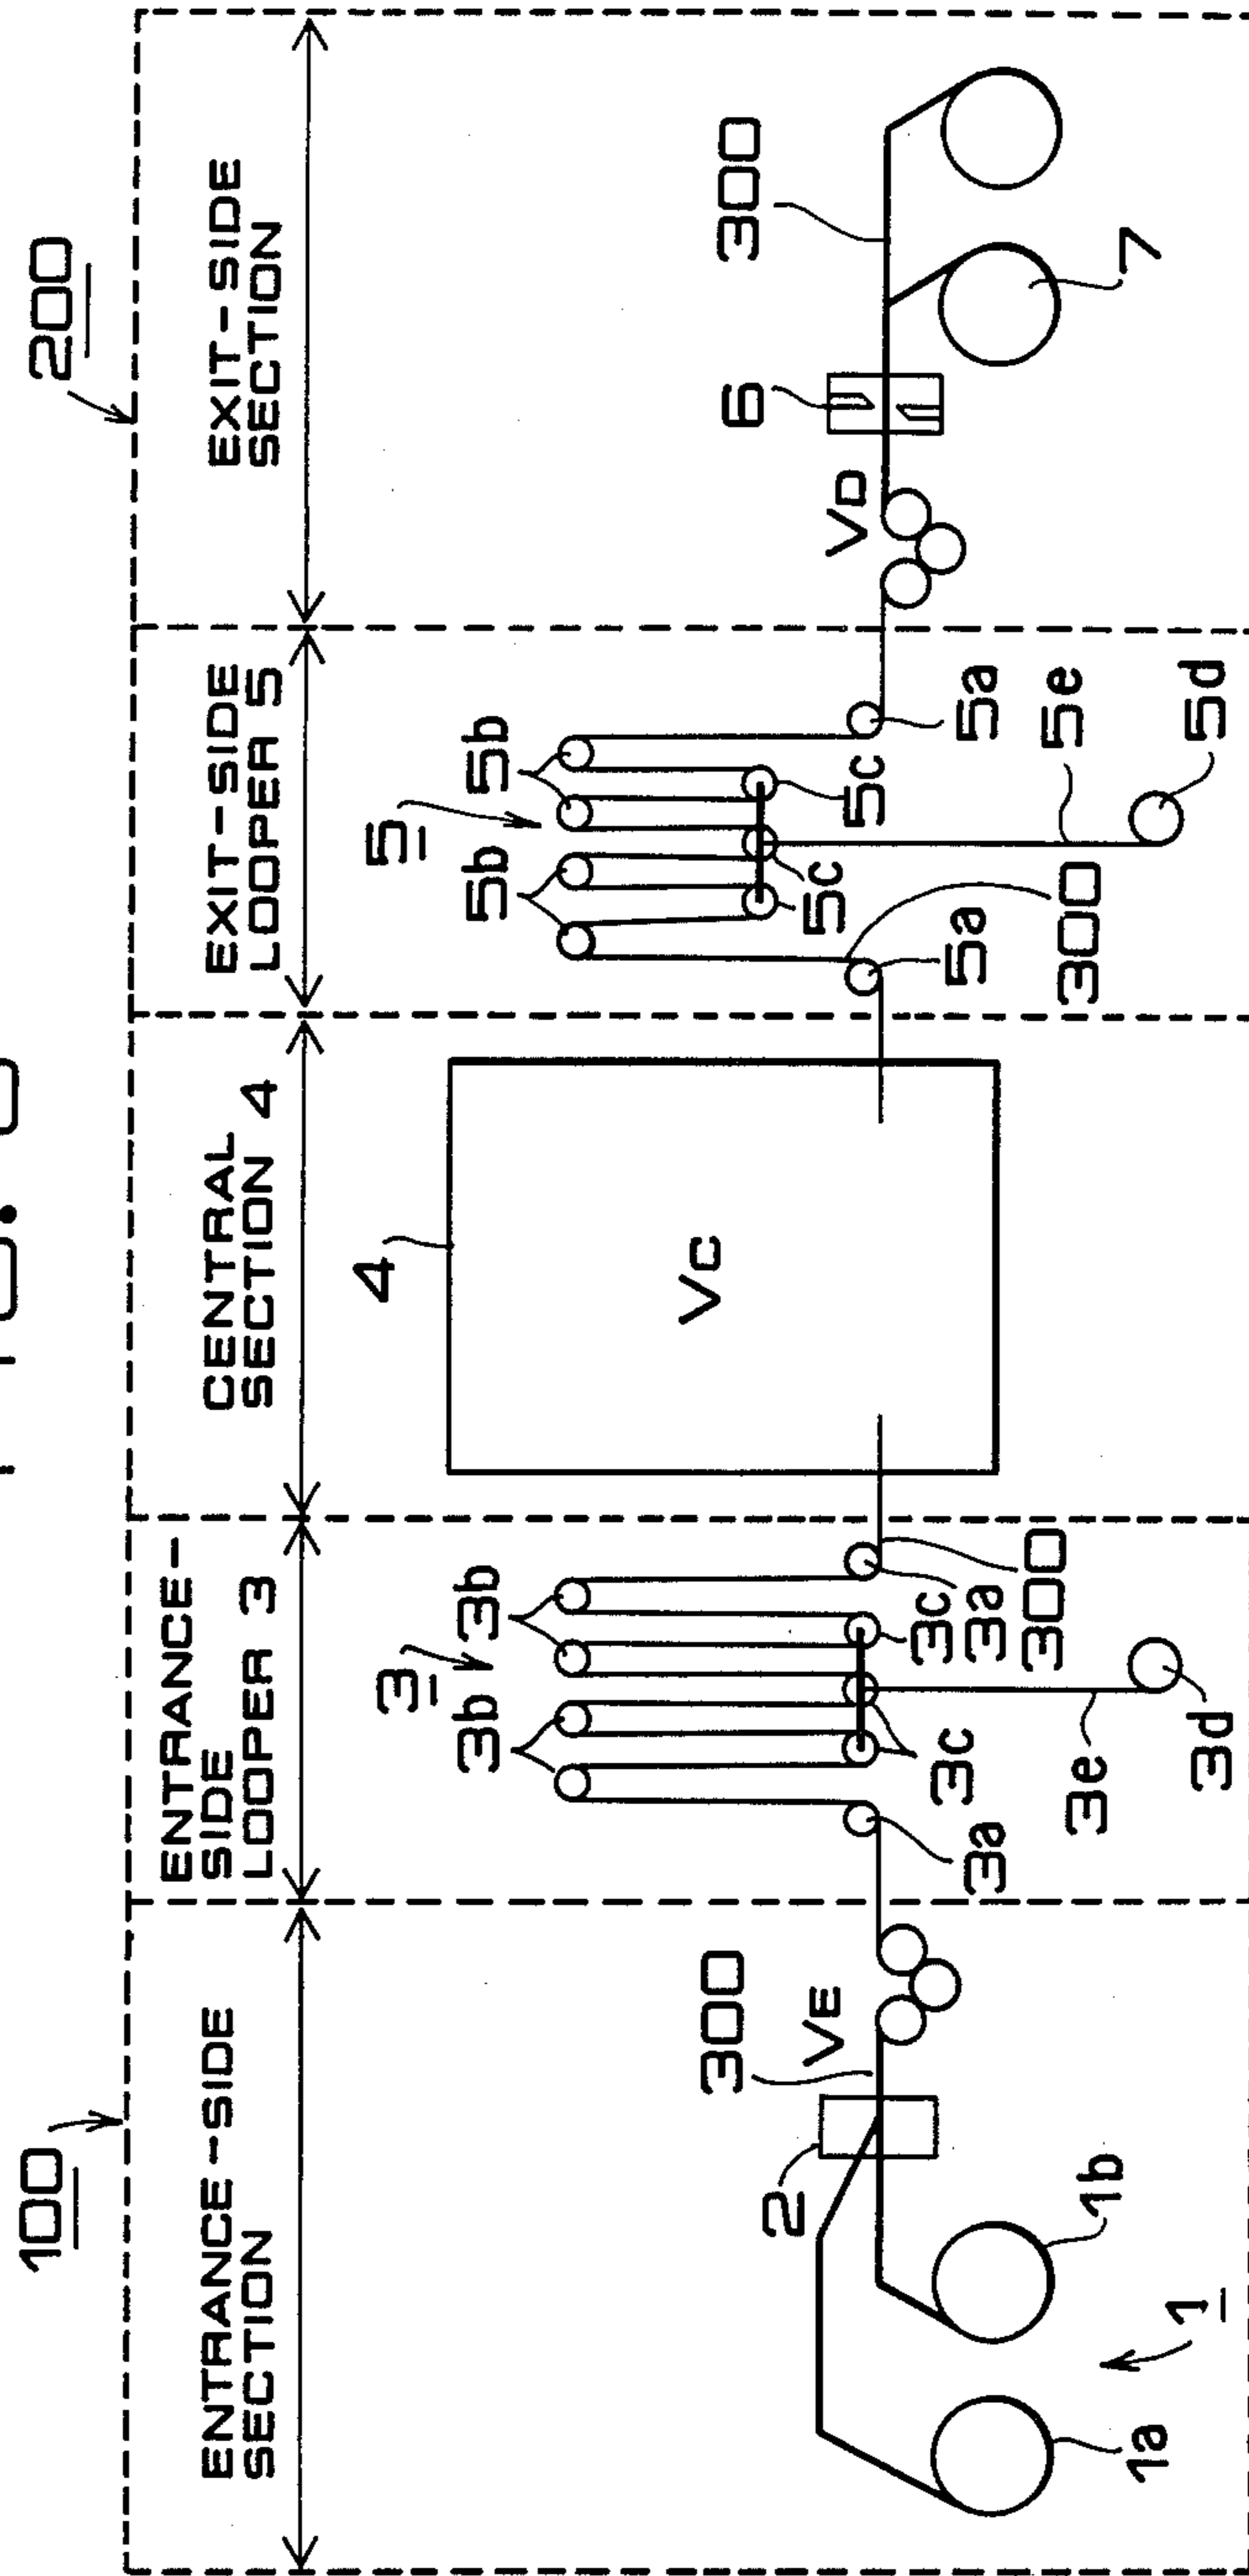 100
200
ENTRANCE-SIDE
SECTION
ENTRANCE-
SIDE
LOOPER 3
CENTRAL
SECTION 4
EXIT-SIDE
LOOPER 5
EXIT-SIDE
SECTION
1a
1b
1
2
300
VE
3
3b
3b
3a
3c
3c
3a
300
3e
3d
4
VC
5
5b
5b
5a
5c
5c
5a
300
5e
5d
VD
6
300
7